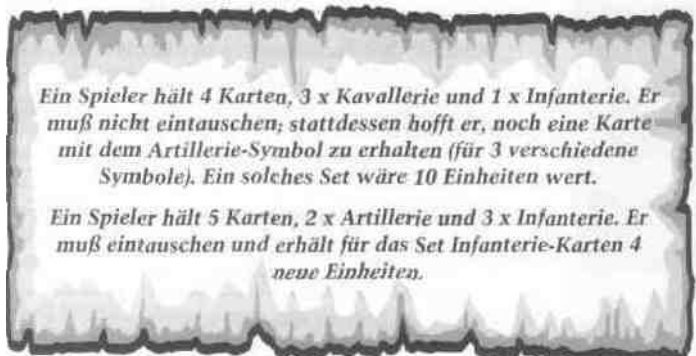 Ein Spieler hält 4 Karten, 3 x Kavallerie und 1 x Infanterie. Er
muß nicht eintauschen; stattdessen hofft er, noch eine Karte
mit dem Artillerie-Symbol zu erhalten (für 3 verschiedene
Symbole). Ein solches Set wäre 10 Einheiten wert.
Ein Spieler hält 5 Karten, 2 x Artillerie und 3 x Infanterie. Er
muß eintauschen und erhält für das Set Infanterie-Karten 4
neue Einheiten.